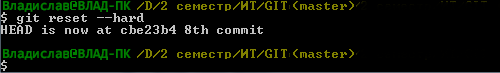 Владислав@ВЛАД-ПК /D/2 семестр/ИТ/GIT (master)
$ git reset --hard
HEAD is now at cbe23b4 8th commit
Владислав@ВЛАД-ПК /D/2 семестр/ИТ/GIT (master)
$